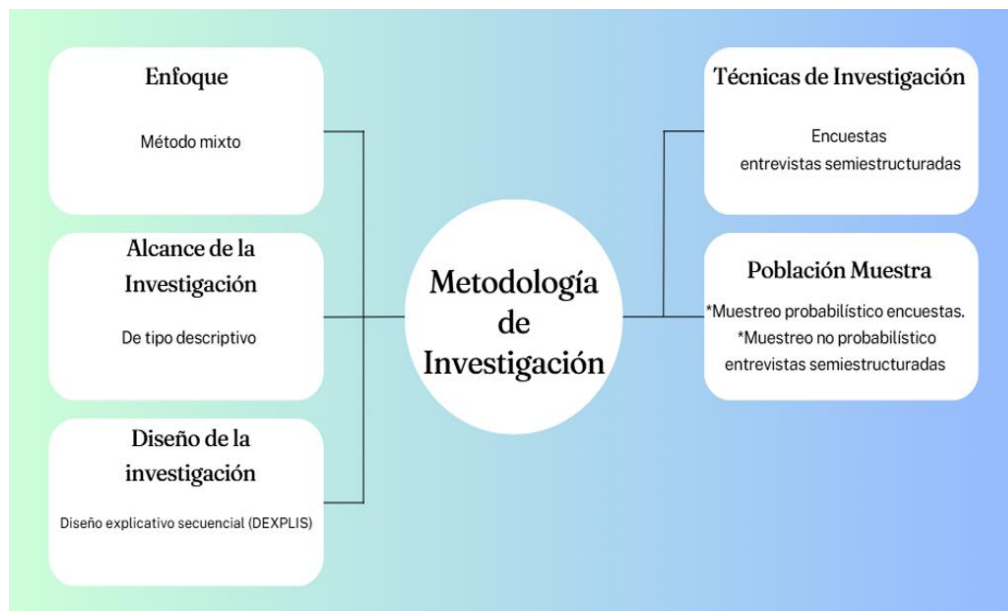 Enfoque
Método mixto
Alcance de la
Investigación
De tipo descriptivo
Diseño de la
investigación
Diseño explicativo secuencial (DEXPLIS)
Metodología
de
Investigación
Técnicas de Investigación
Encuestas
entrevistas semiestructuradas
Población Muestra
*Muestreo probabilístico encuestas.
*Muestreo no probabilístico
entrevistas semiestructuradas